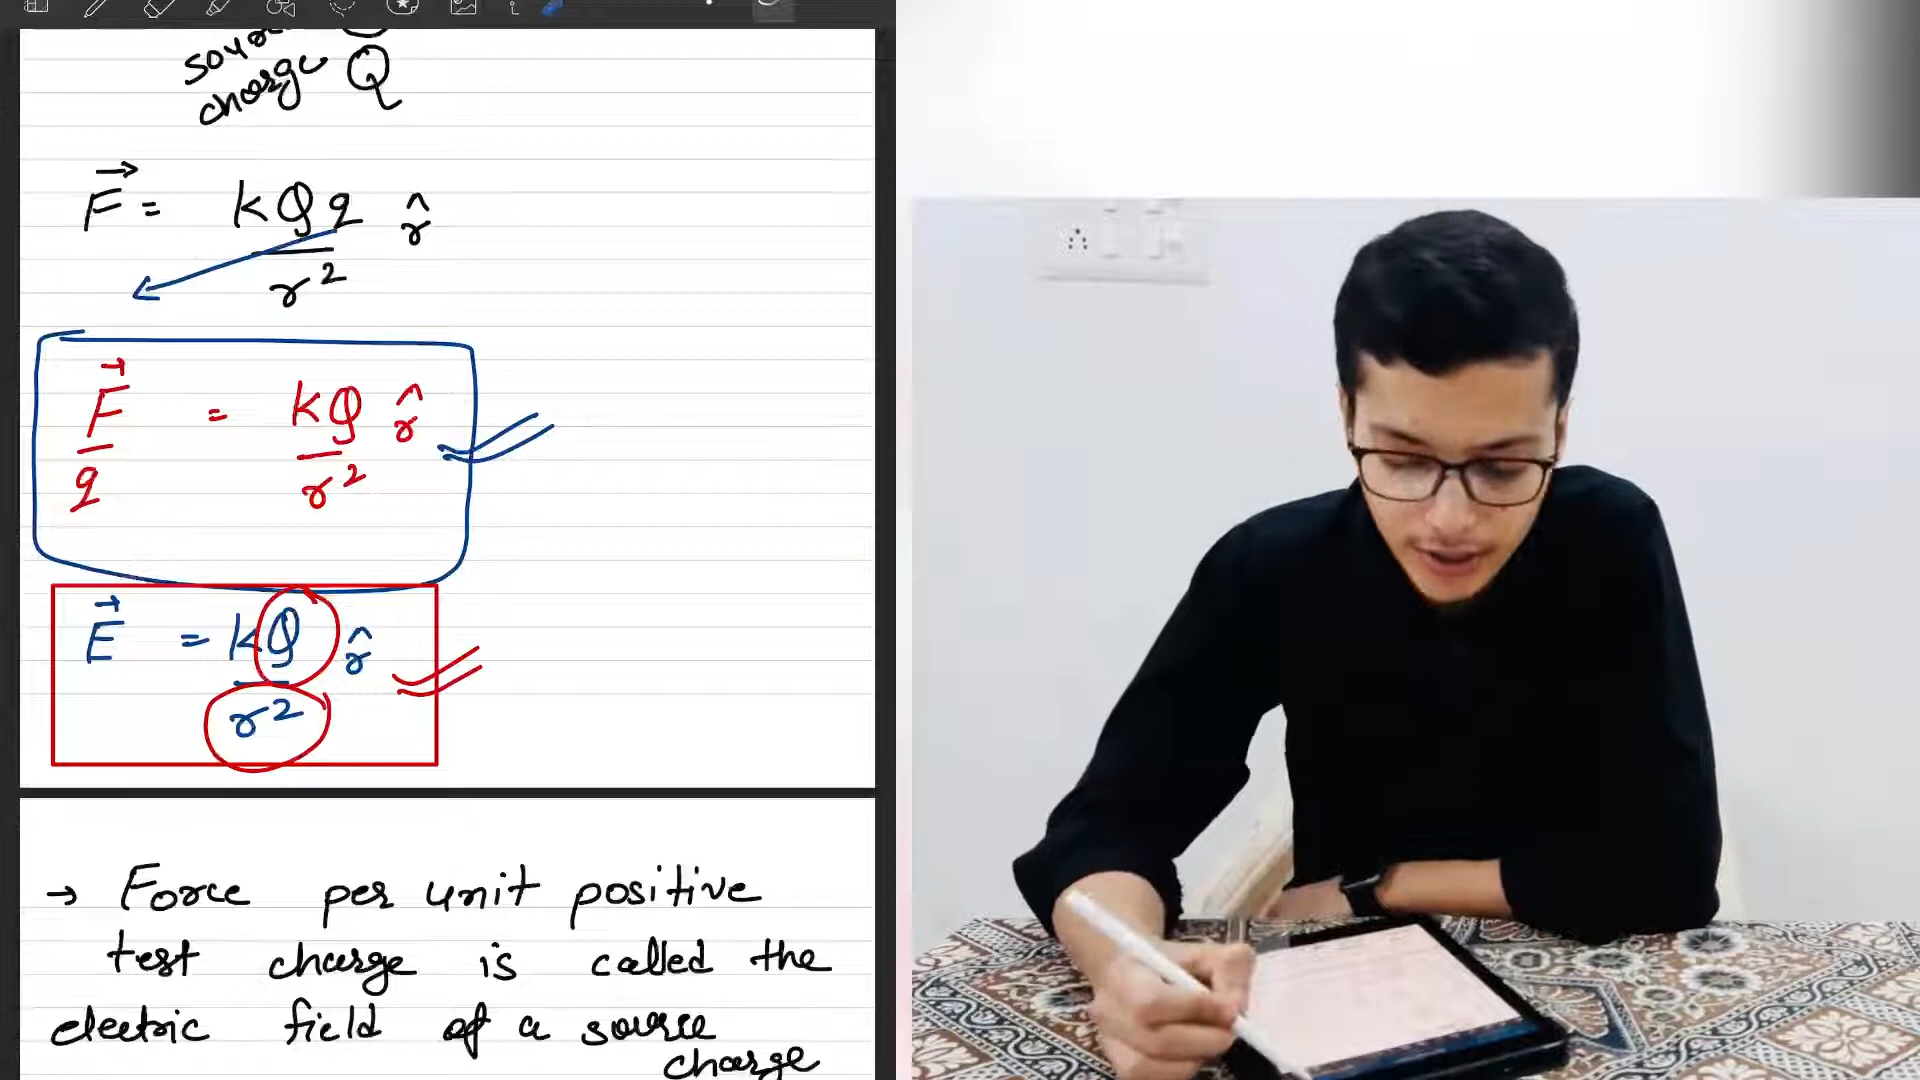 source
charge Q
F⃗ = kQq r̂
r²
F⃗ = kQ r̂
q r²
E⃗ = kQ r̂
r²
→ Force per unit positive
test charge is called the
electric field of a source
charge